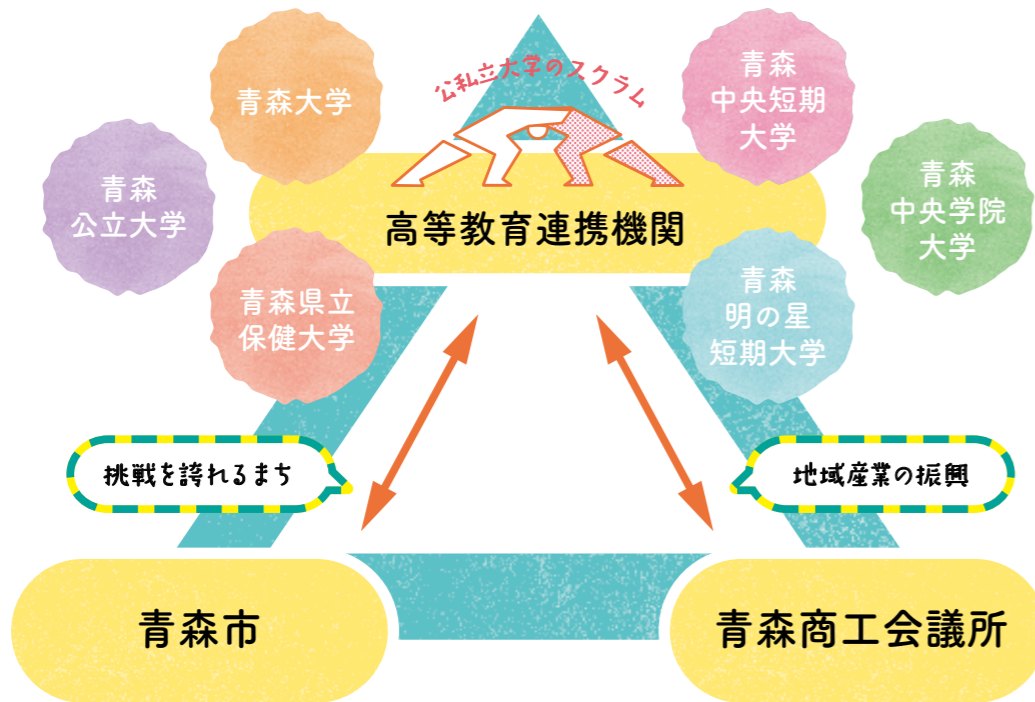 公私立大学のスクラム
青森大学
青森
中央短期
大学
青森
公立大学
青森
中央学院
大学
高等教育連携機関
青森県立
保健大学
青森
明の星
短期大学
挑戦を誇れるまち
地域産業の振興
青森市
青森商工会議所